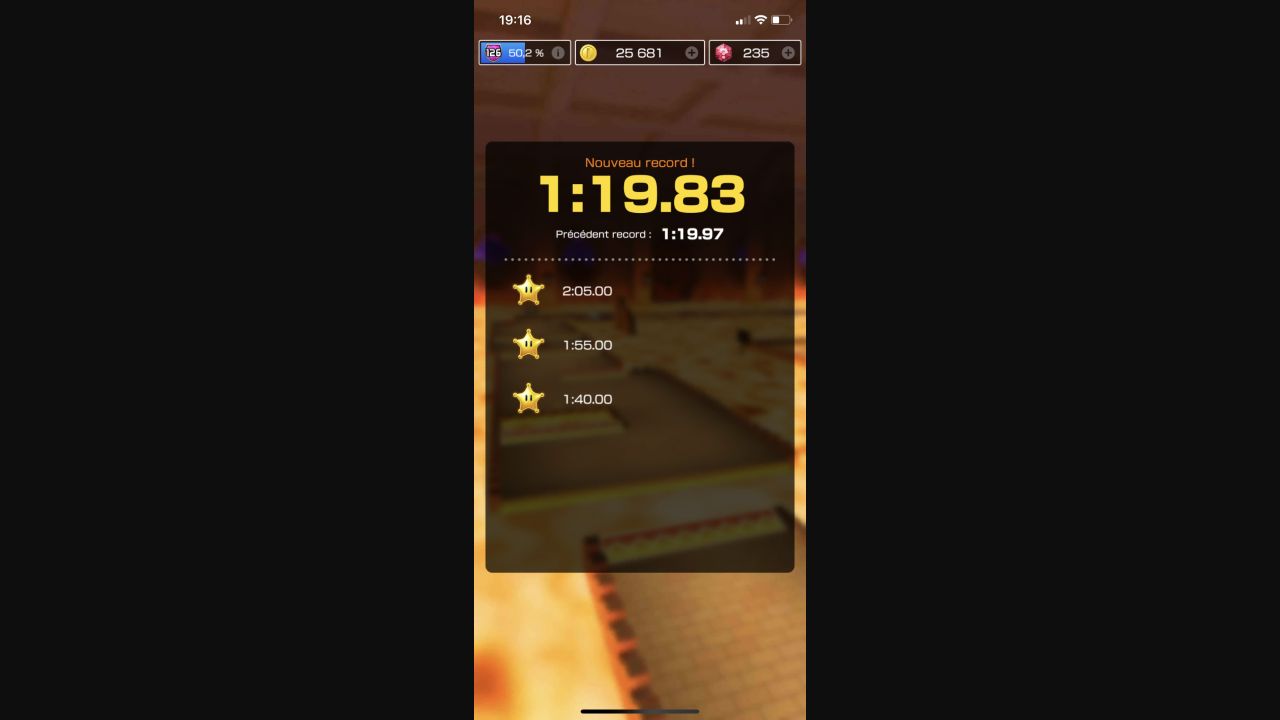 19:16
126 50,2 % i 25 681 235
Nouveau record !
1:19.83
Précédent record : 1:19.97
2:05.00
1:55.00
1:40.00